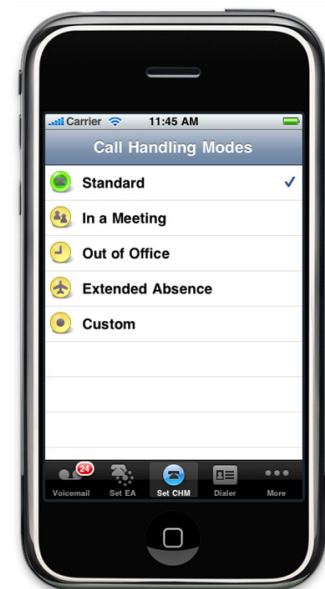 Carrier 11:45 AM
Call Handling Modes
Standard
In a Meeting
Out of Office
Extended Absence
Custom
24
Voicemail Set EA Set CHM Dialer More